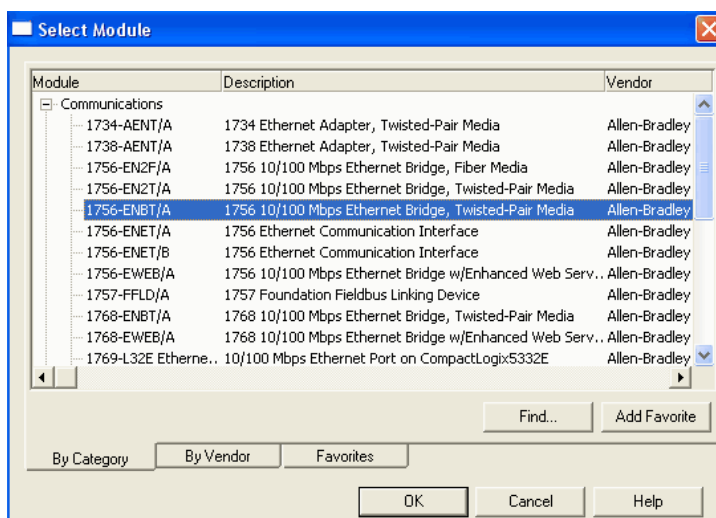 Select Module
Module Description Vendor
Communications
1734-AENT/A 1734 Ethernet Adapter, Twisted-Pair Media Allen-Bradley
1738-AENT/A 1738 Ethernet Adapter, Twisted-Pair Media Allen-Bradley
1756-EN2F/A 1756 10/100 Mbps Ethernet Bridge, Fiber Media Allen-Bradley
1756-EN2T/A 1756 10/100 Mbps Ethernet Bridge, Twisted-Pair Media Allen-Bradley
1756-ENBT/A 1756 10/100 Mbps Ethernet Bridge, Twisted-Pair Media Allen-Bradley
1756-ENET/A 1756 Ethernet Communication Interface Allen-Bradley
1756-ENET/B 1756 Ethernet Communication Interface Allen-Bradley
1756-EWEB/A 1756 10/100 Mbps Ethernet Bridge w/Enhanced Web Serv.. Allen-Bradley
1757-FFLD/A 1757 Foundation Fieldbus Linking Device Allen-Bradley
1768-ENBT/A 1768 10/100 Mbps Ethernet Bridge, Twisted-Pair Media Allen-Bradley
1768-EWEB/A 1768 10/100 Mbps Ethernet Bridge w/Enhanced Web Serv.. Allen-Bradley
1769-L32E Etherne.. 10/100 Mbps Ethernet Port on CompactLogix5332E Allen-Bradley
Find... Add Favorite
By Category By Vendor Favorites
OK Cancel Help